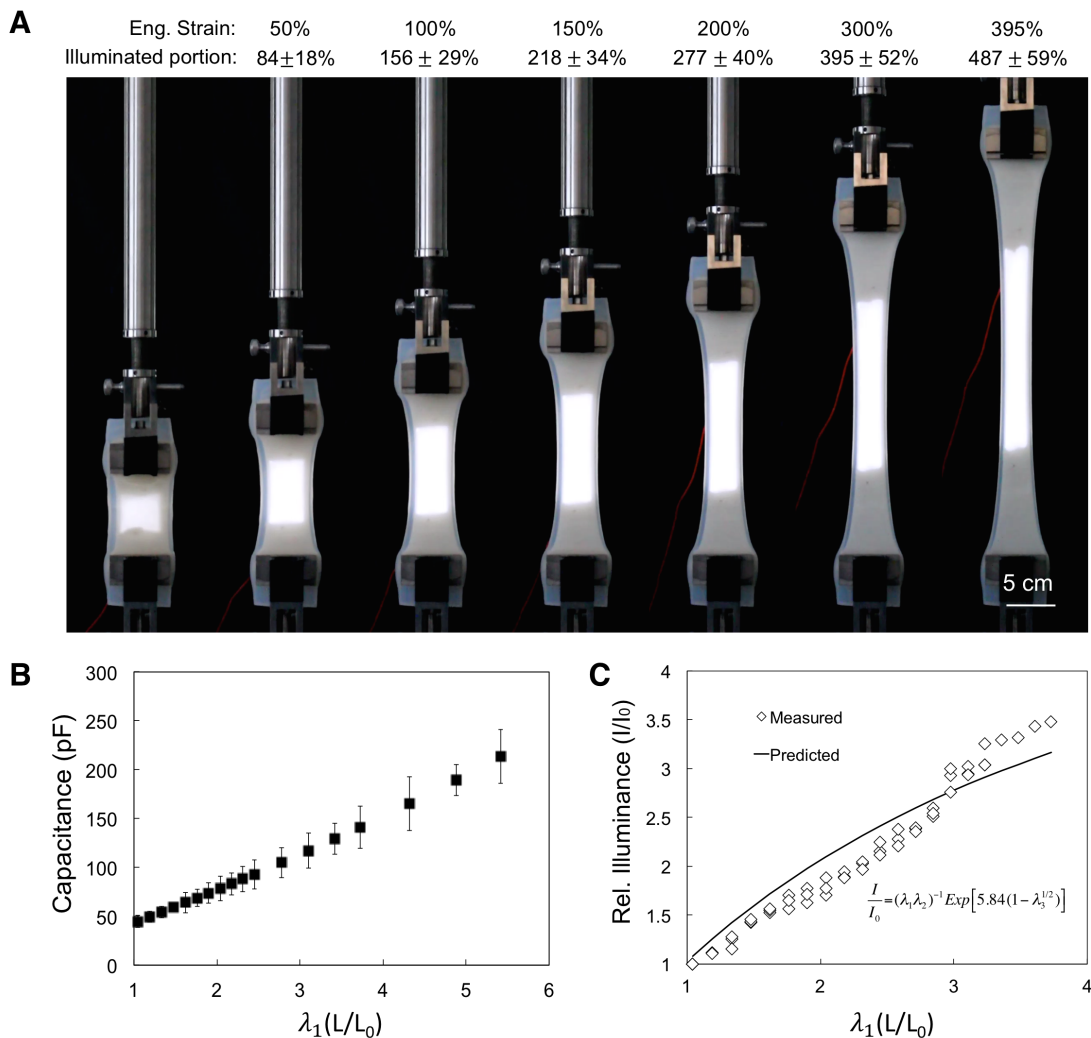 A
Eng. Strain: 50% 100% 150% 200% 300% 395%
Illuminated portion: 84±18% 156 ± 29% 218 ± 34% 277 ± 40% 395 ± 52% 487 ± 59%
5 cm
B
300
250
200
150
100
50
0
Capacitance (pF)
1 2 3 4 5 6
λ₁(L/L₀)
C
4
3.5
3
2.5
2
1.5
1
Rel. Illuminance (I/I₀)
Measured
Predicted
I/I₀=(λ₁λ₂)⁻¹Exp[5.84(1−λ₃^{1/2})]
1 2 3 4
λ₁(L/L₀)